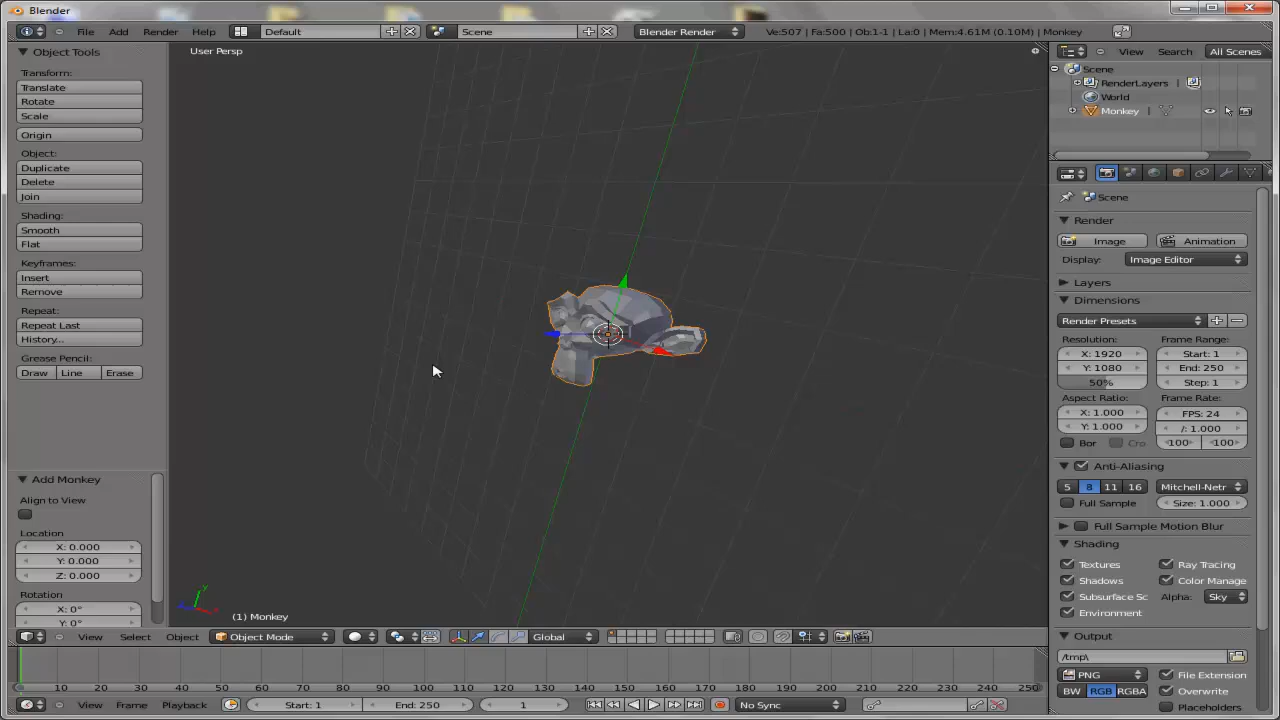 Blender
File Add Render Help Default Scene Blender Render Ve:507 | Fa:500 | Ob:1-1 | La:0 | Mem:4.61M (0.10M) | Monkey
Object Tools
Transform:
Translate
Rotate
Scale
Origin
Object:
Duplicate
Delete
Join
Shading:
Smooth
Flat
Keyframes:
Insert
Remove
Repeat:
Repeat Last
History...
Grease Pencil:
Draw Line Erase
Add Monkey
Align to View
Location
X: 0.000
Y: 0.000
Z: 0.000
Rotation
X: 0°
Y: 0°
User Persp
(1) Monkey
View Select Object Object Mode Global
View Search All Scenes
Scene
RenderLayers |
World
Monkey |
Scene
Render
Image Animation
Display: Image Editor
Layers
Dimensions
Render Presets
Resolution: Frame Range:
X: 1920 Start: 1
Y: 1080 End: 250
50% Step: 1
Aspect Ratio: Frame Rate:
X: 1.000 FPS: 24
Y: 1.000 /: 1.000
Bor Cro 100 100
Anti-Aliasing
5 8 11 16 Mitchell-Netr
Full Sample Size: 1.000
Full Sample Motion Blur
Shading
Textures Ray Tracing
Shadows Color Manage
Subsurface Sc Alpha: Sky
Environment
Output
/tmp\
PNG File Extension
BW RGB RGBA Overwrite
Placeholders
10 20 30 40 50 60 70 80 90 100 110 120 130 140 150 160 170 180 190 200 210 220 230 240 250
View Frame Playback Start: 1 End: 250 1 No Sync